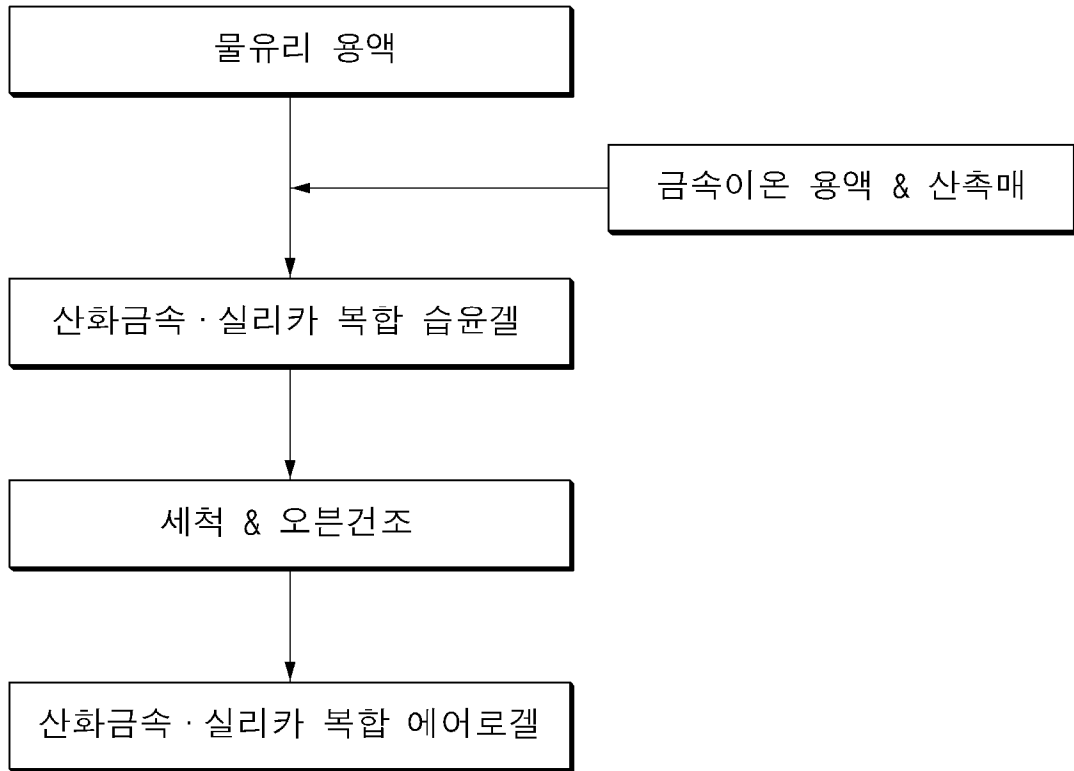 물유리 용액
금속이온 용액 & 산촉매
산화금속·실리카 복합 습윤겔
세척 & 오븐건조
산화금속·실리카 복합 에어로겔